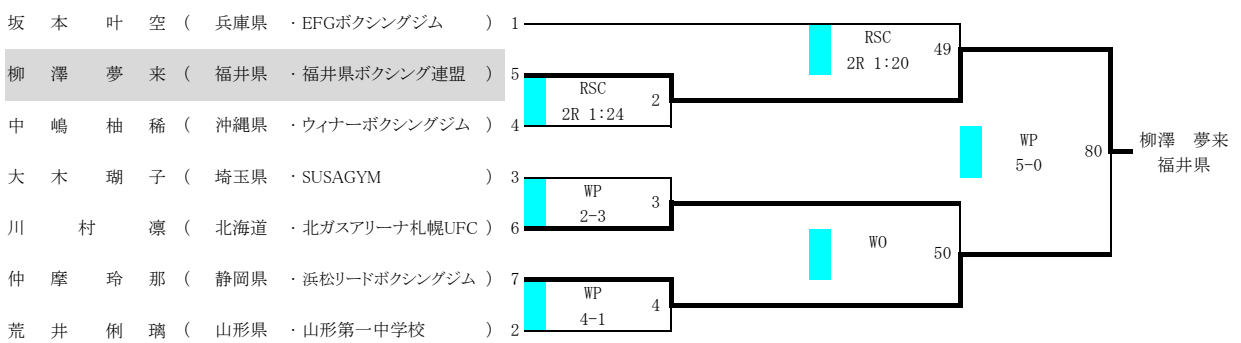 坂本 叶空 ( 兵庫県 ・EFGボクシングジム ) 1
RSC
49
2R 1:20
柳澤 夢来 ( 福井県 ・福井県ボクシング連盟 ) 5
RSC
2
2R 1:24
中嶋 柚稀 ( 沖縄県 ・ウィナーボクシングジム ) 4
WP
80
5-0
柳澤 夢来
福井県
大木 瑚子 ( 埼玉県 ・SUSAGYM ) 3
WP
3
2-3
川村 凛 ( 北海道 ・北ガスアリーナ札幌UFC ) 6
WO
50
仲摩 玲那 ( 静岡県 ・浜松リードボクシングジム ) 7
WP
4
4-1
荒井 俐璃 ( 山形県 ・山形第一中学校 ) 2